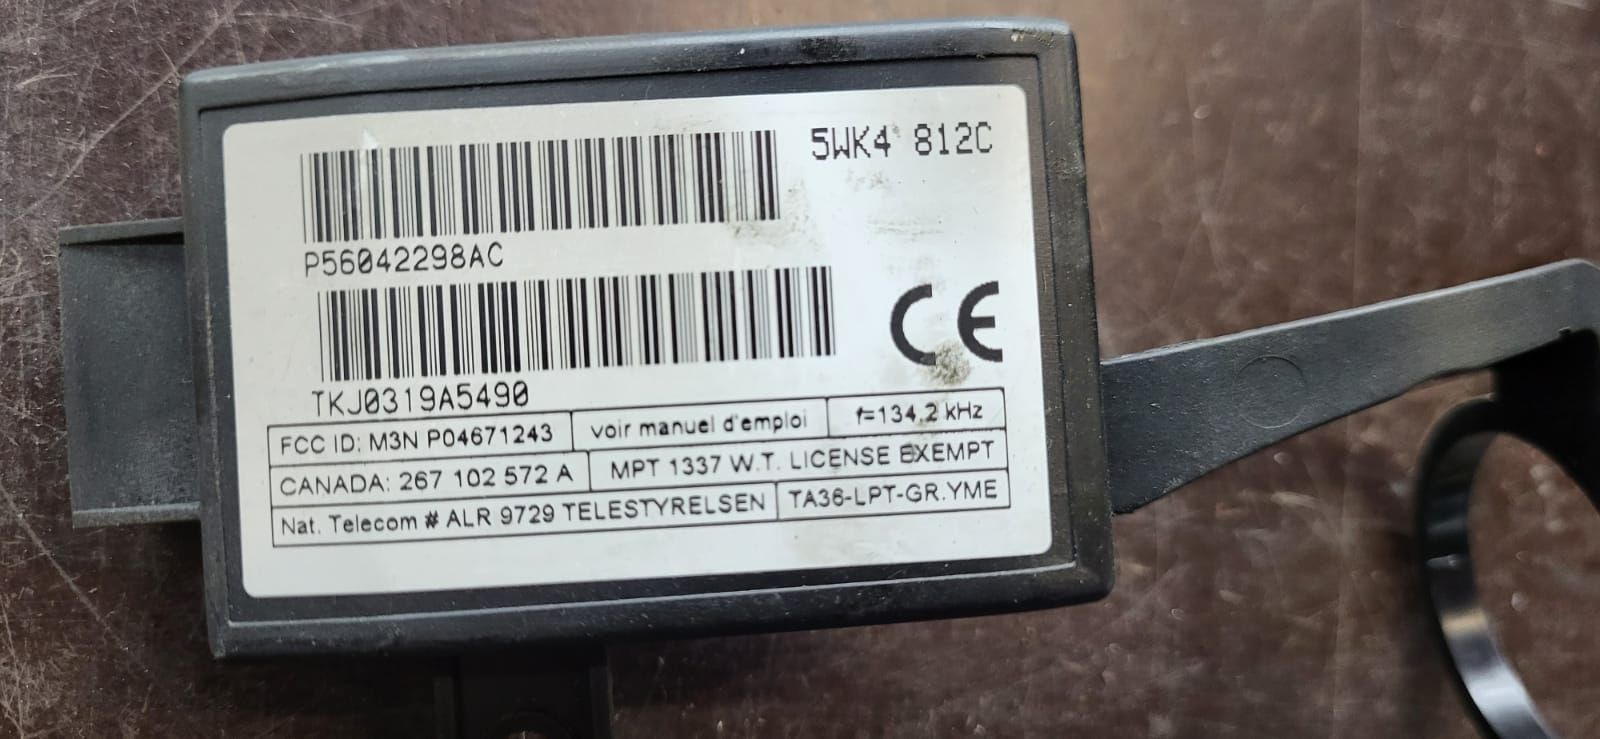 5WK4 812C
P56042298AC
CE
TKJ0319A5490
FCC ID: M3N P04671243 voir manuel d'emploi f=134.2 kHz
CANADA: 267 102 572 A MPT 1337 W.T. LICENSE EXEMPT
Nat. Telecom # ALR 9729 TELESTYRELSEN TA36-LPT-GR.YME